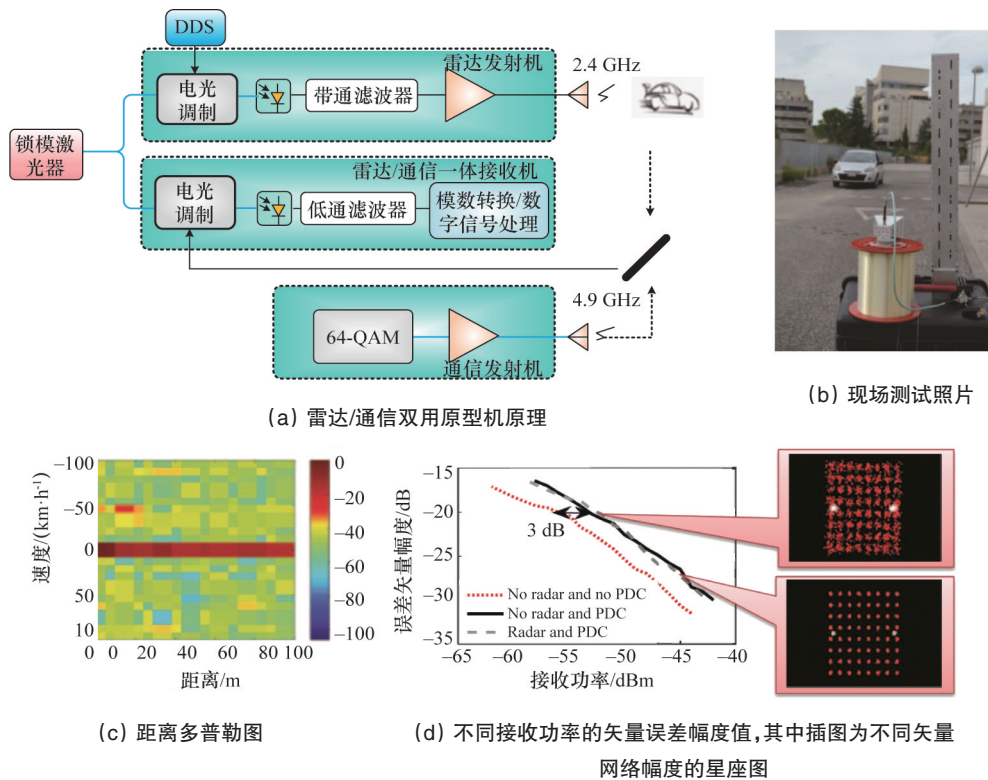 DDS
雷达发射机
2.4 GHz
电光
调制
带通滤波器
锁模激
光器
雷达/通信一体接收机
电光
调制
低通滤波器
模数转换/数
字信号处理
4.9 GHz
64-QAM
通信发射机
(a) 雷达/通信双用原型机原理
(b) 现场测试照片
速度/(km·h⁻¹)
-100
-50
0
50
10
0 0 20 40 60 80 100
距离/m
0
-20
-40
-60
-80
-100
(c) 距离多普勒图
误差矢量幅度/dB
-15
-20
-25
-30
-35
3 dB
No radar and no PDC
No radar and PDC
Radar and PDC
-65 -60 -55 -50 -45 -40
接收功率/dBm
(d) 不同接收功率的矢量误差幅度值,其中插图为不同矢量
网络幅度的星座图